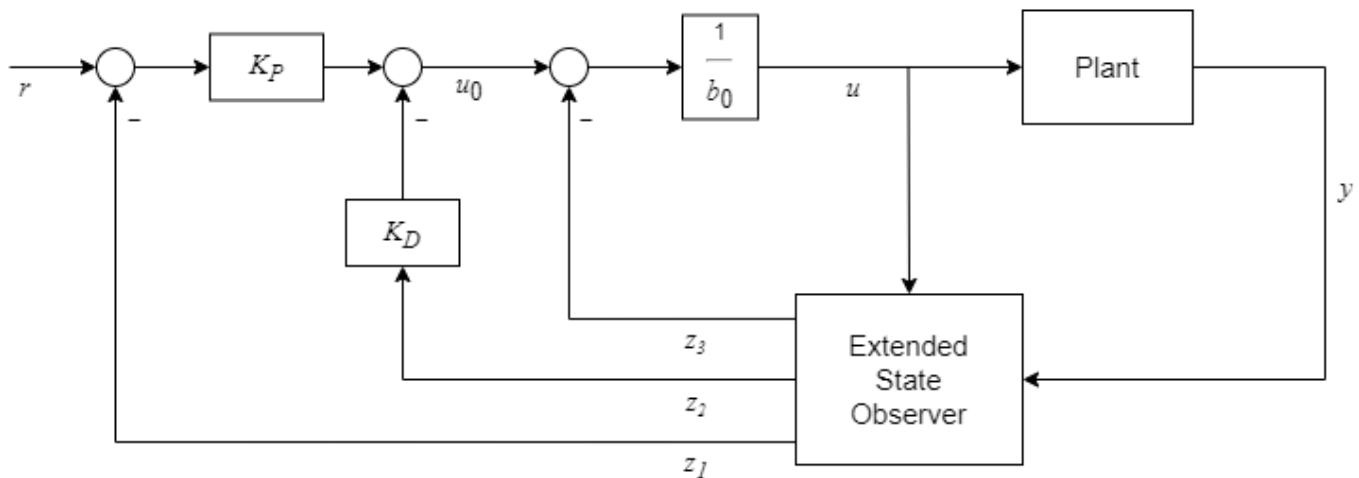 r
−
K_P
−
u_0
−
1
b_0
u
Plant
y
K_D
z_3
z_2
z_1
Extended
State
Observer